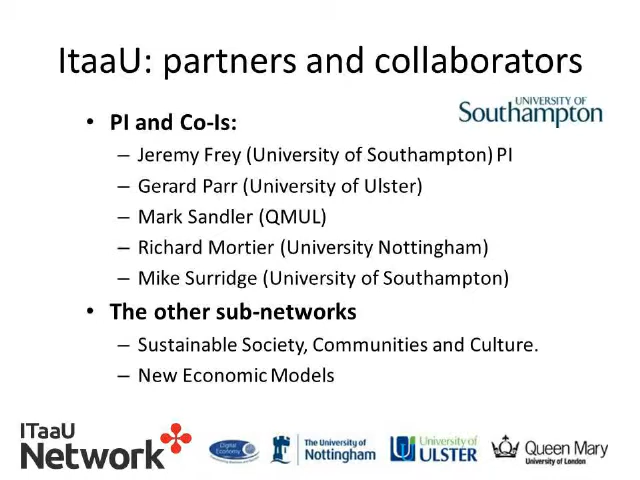 ItaaU: partners and collaborators
UNIVERSITY OF
Southampton
• PI and Co-Is:
– Jeremy Frey (University of Southampton) PI
– Gerard Parr (University of Ulster)
– Mark Sandler (QMUL)
– Richard Mortier (University Nottingham)
– Mike Surridge (University of Southampton)
• The other sub-networks
– Sustainable Society, Communities and Culture.
– New Economic Models
ITaaU
Network
Digital
Economy
The University of
Nottingham
University of
ULSTER
Queen Mary
University of London